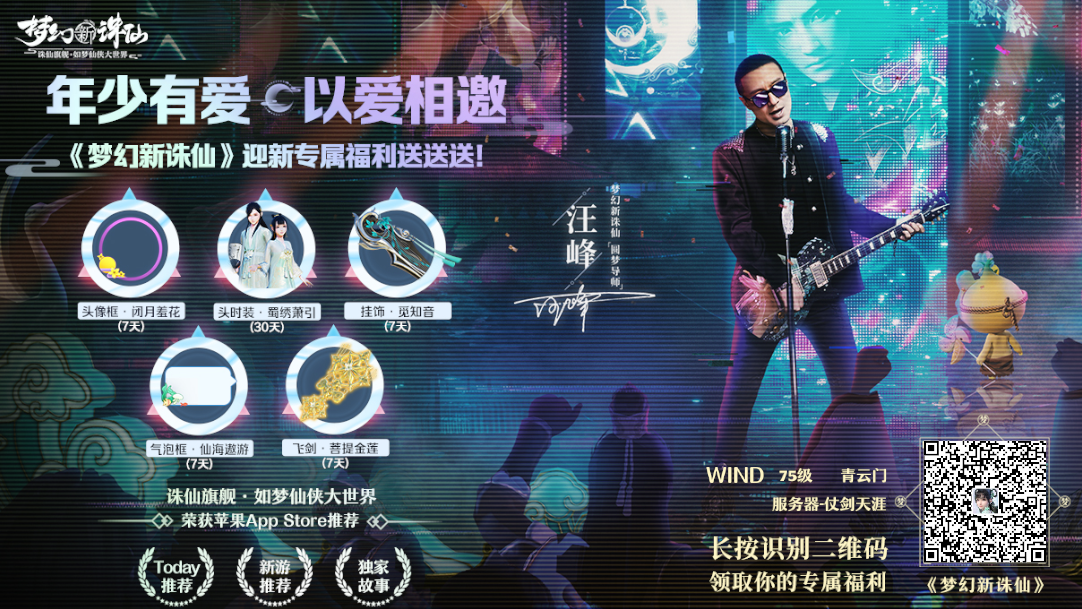 梦幻新诛仙
诛仙旗舰·如梦仙侠大世界
年少有爱 以爱相邀
《梦幻新诛仙》迎新专属福利送送送!
头像框·闭月羞花
(7天)
头时装·蜀绣萧引
(30天)
挂饰·觅知音
(7天)
气泡框·仙海遨游
(7天)
飞剑·菩提金莲
(7天)
诛仙旗舰·如梦仙侠大世界
荣获苹果App Store推荐
Today
推荐
新游
推荐
独家
故事
梦幻新诛仙「圆梦导师」
汪峰
WIND 75级 青云门
服务器-仗剑天涯
长按识别二维码
领取你的专属福利
《梦幻新诛仙》